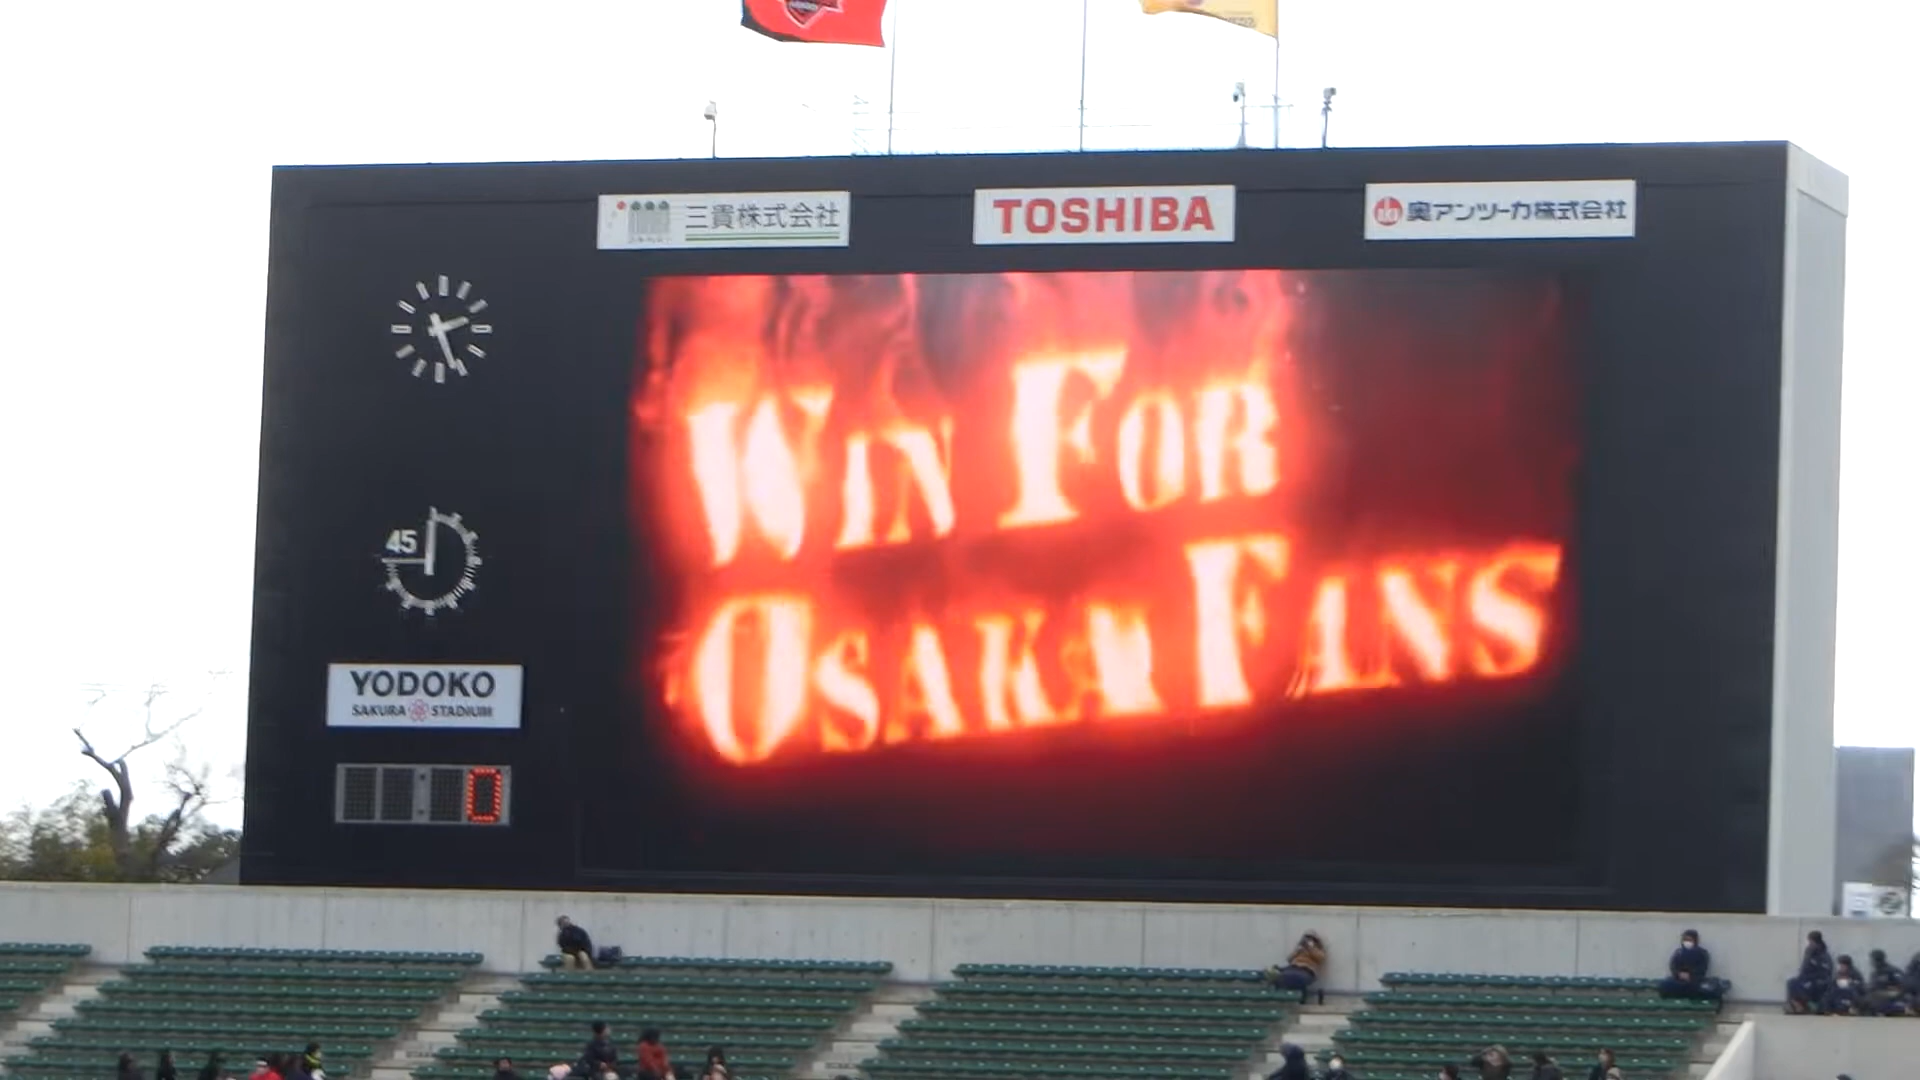 三貴株式会社
TOSHIBA
奥アンツーカ株式会社
WIN FOR
OSAKA FANS
45
YODOKO
SAKURA STADIUM
0